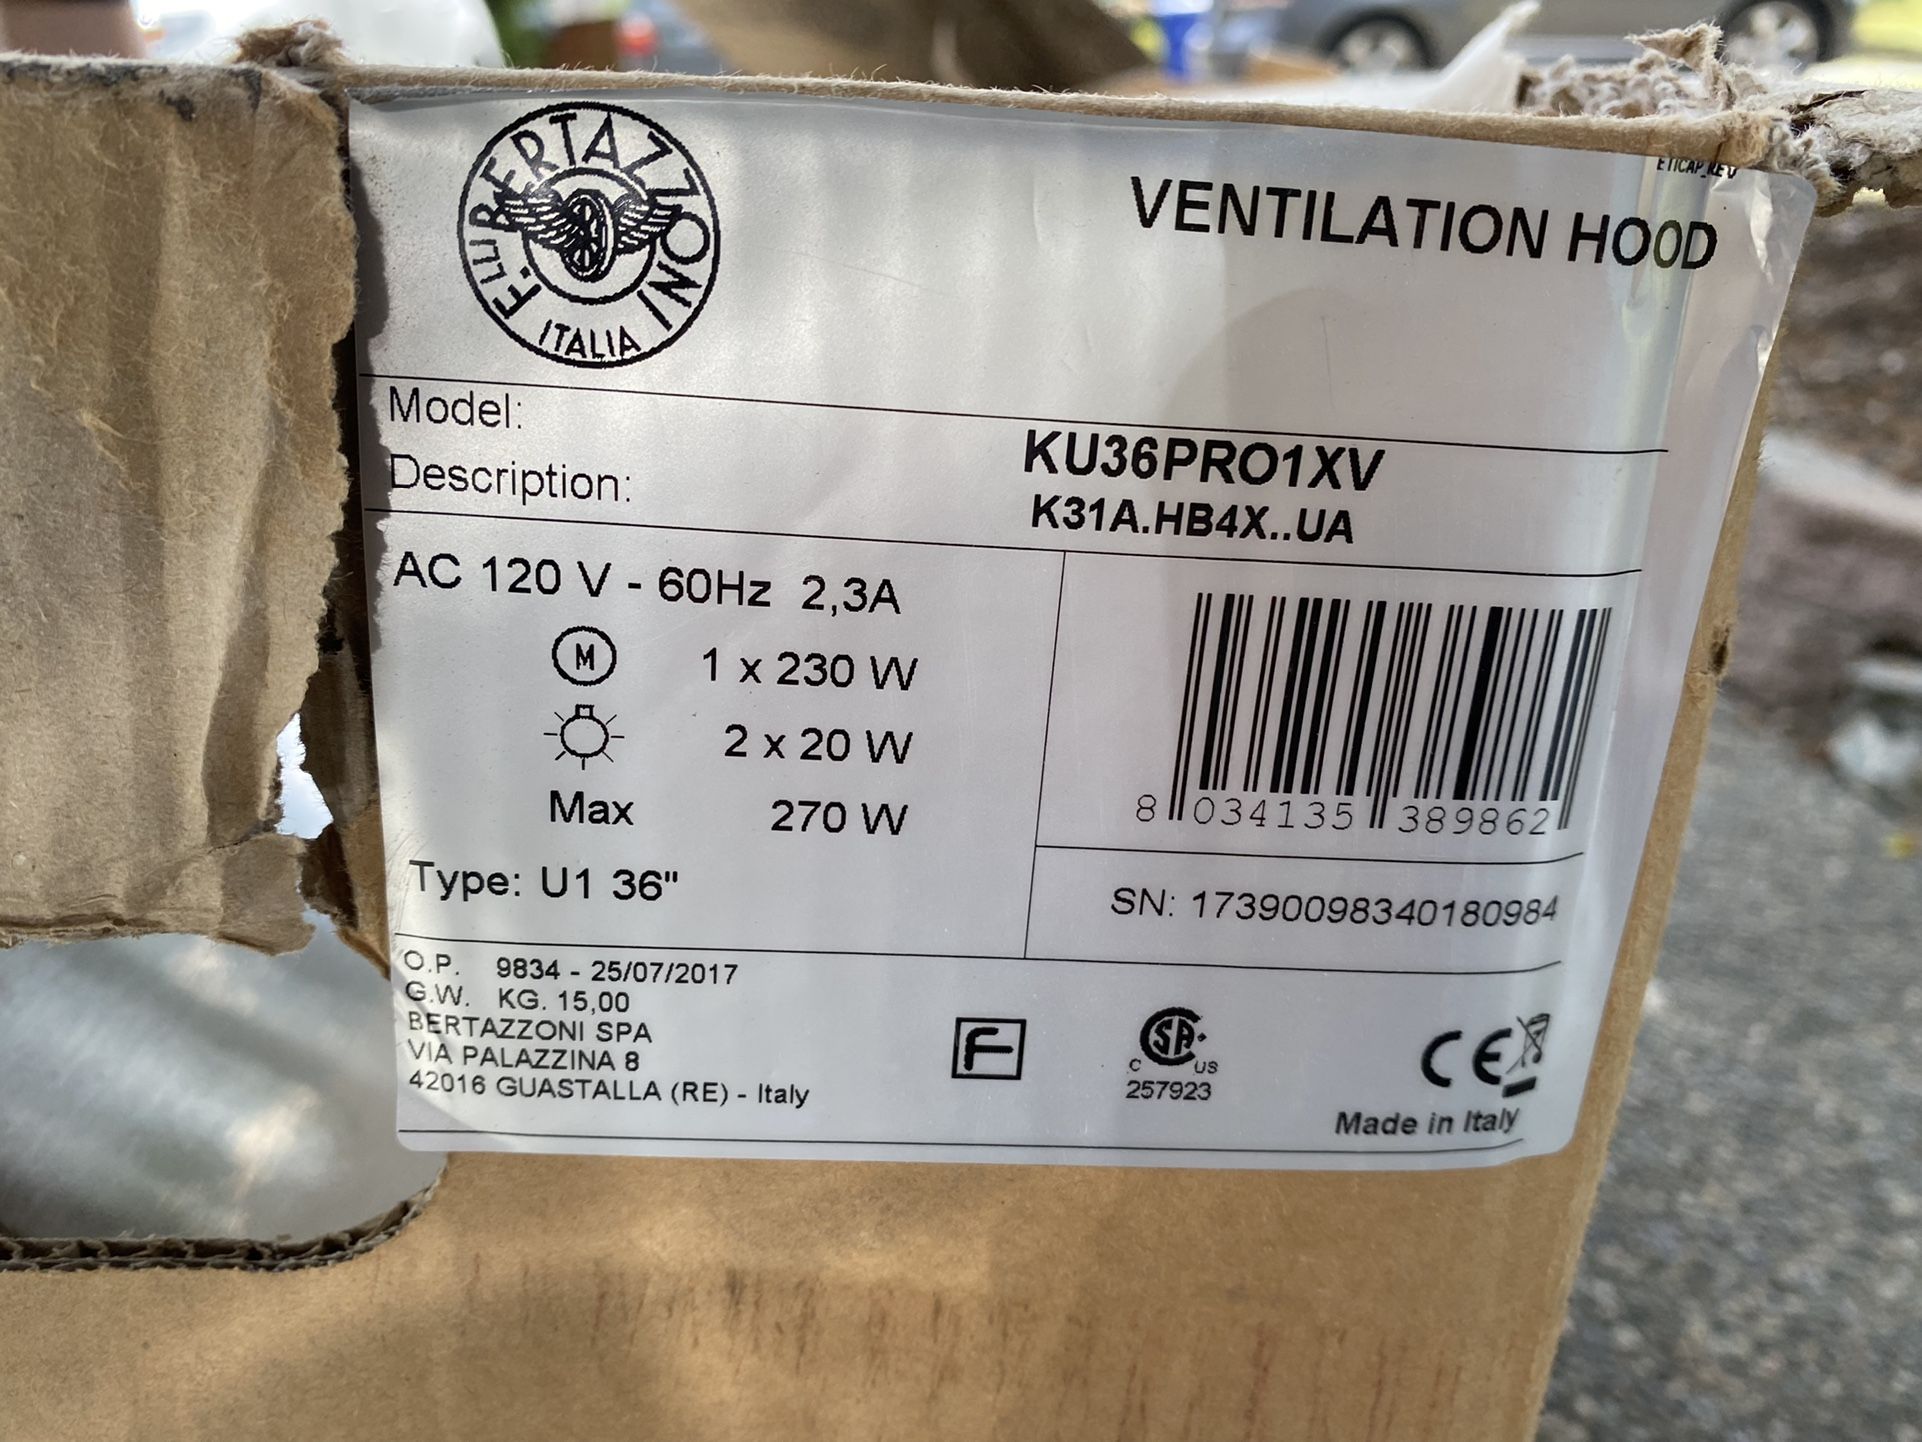 F.LLI BERTAZZONI
ITALIA
VENTILATION HOOD
Model:
KU36PRO1XV
Description:
K31A.HB4X..UA
AC 120 V - 60Hz 2,3A
M 1 x 230 W
2 x 20 W
Max 270 W
Type: U1 36"
8 034135 389862
SN: 17390098340180984
O.P. 9834 - 25/07/2017
G.W. KG. 15,00
BERTAZZONI SPA
VIA PALAZZINA 8
42016 GUASTALLA (RE) - Italy
F
C SA US
257923
CE
Made in Italy